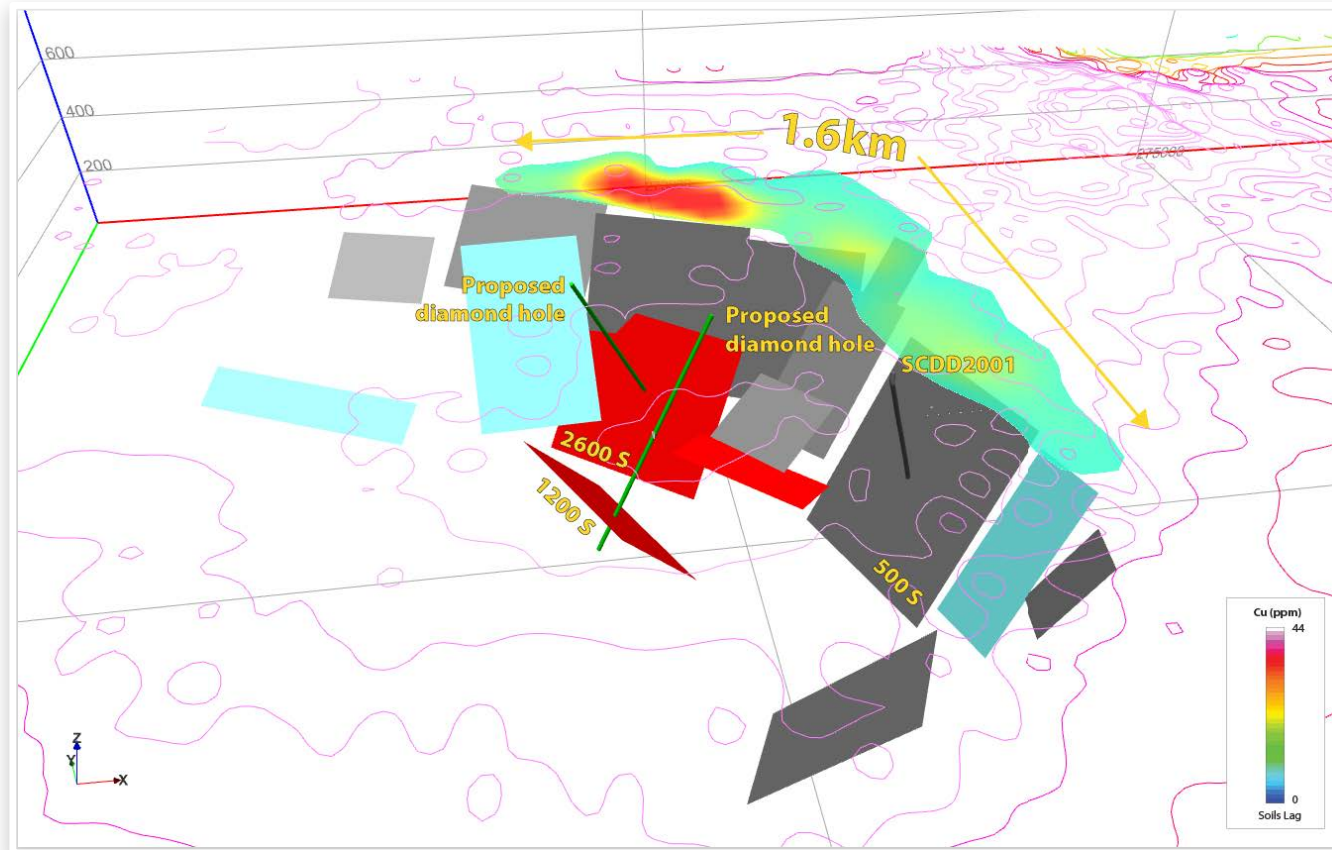 600
400
200
1.6km
275000
Proposed
diamond hole
Proposed
diamond hole
SCDD2001
2600 S
1200 S
500 S
Cu (ppm)
44
0
Soils Lag
Z
Y
X